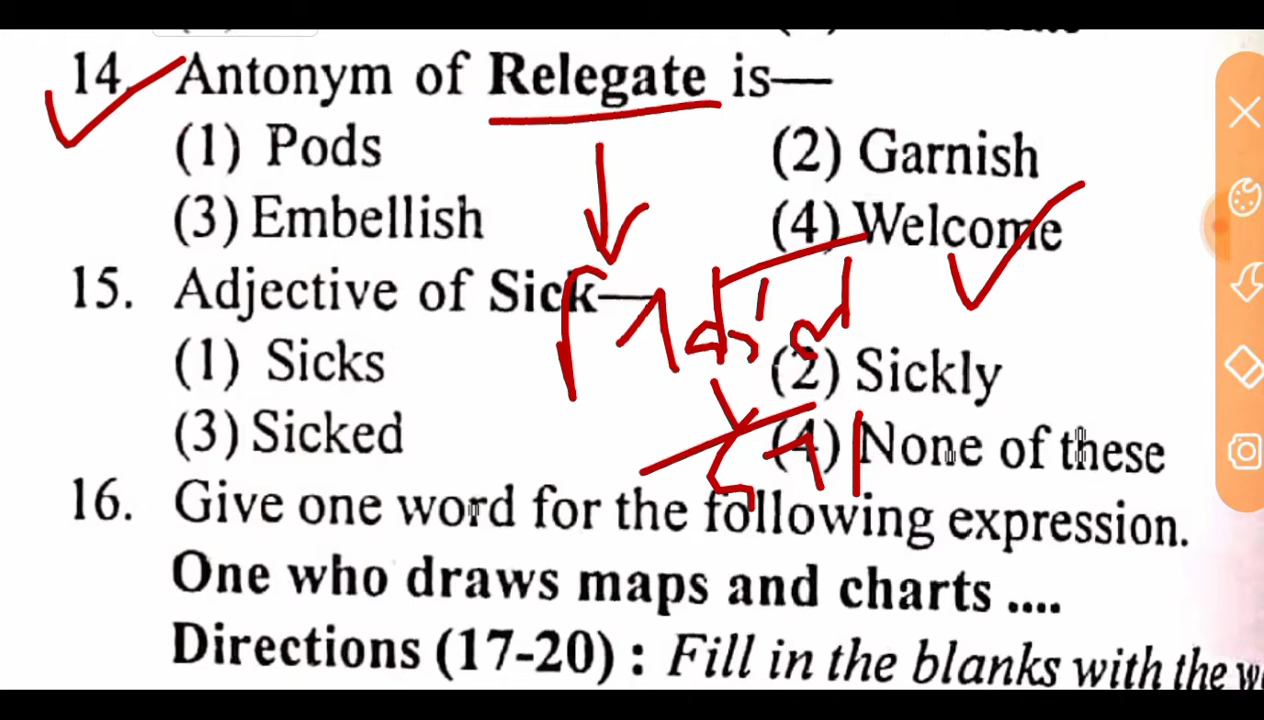 14. Antonym of Relegate is—
(1) Pods (2) Garnish
(3) Embellish (4) Welcome
15. Adjective of Sick—
(1) Sicks (2) Sickly
(3) Sicked (4) None of these
16. Give one word for the following expression.
One who draws maps and charts ....
Directions (17-20) : Fill in the blanks with the